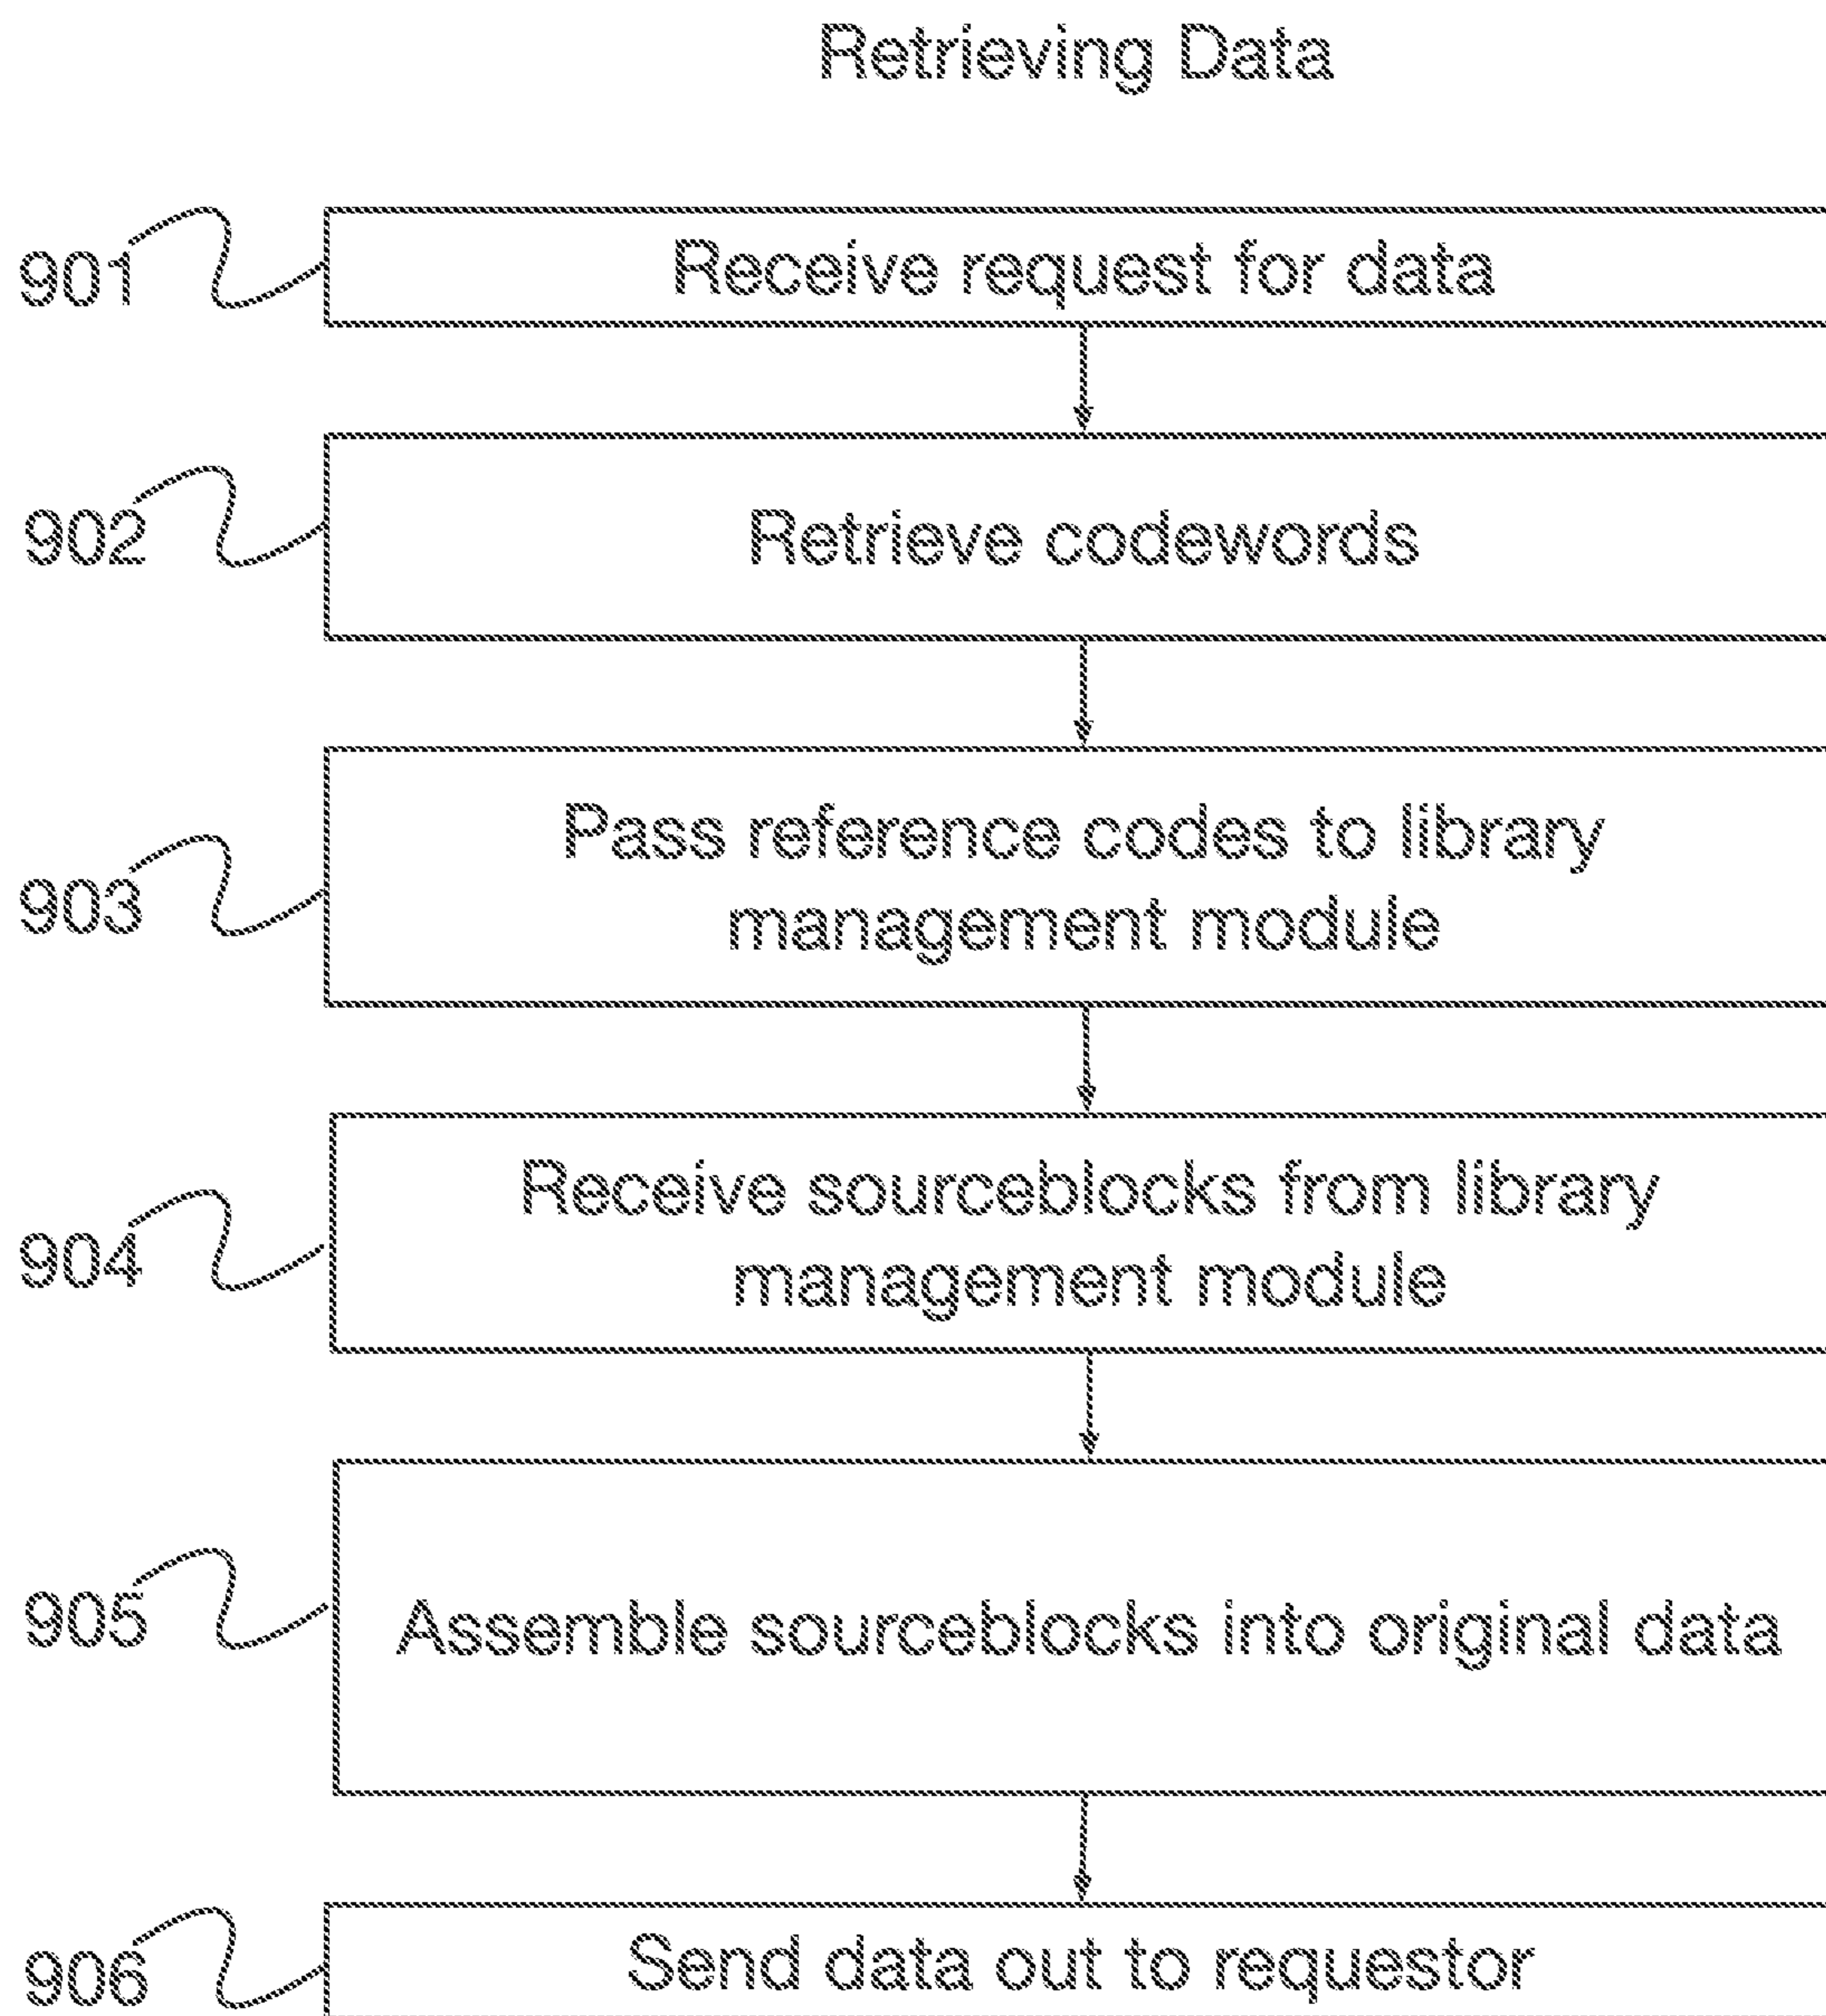 Retrieving Data
901
Receive request for data
902
Retrieve codewords
903
Pass reference codes to library
management module
904
Receive sourceblocks from library
management module
905
Assemble sourceblocks into original data
906
Send data out to requestor